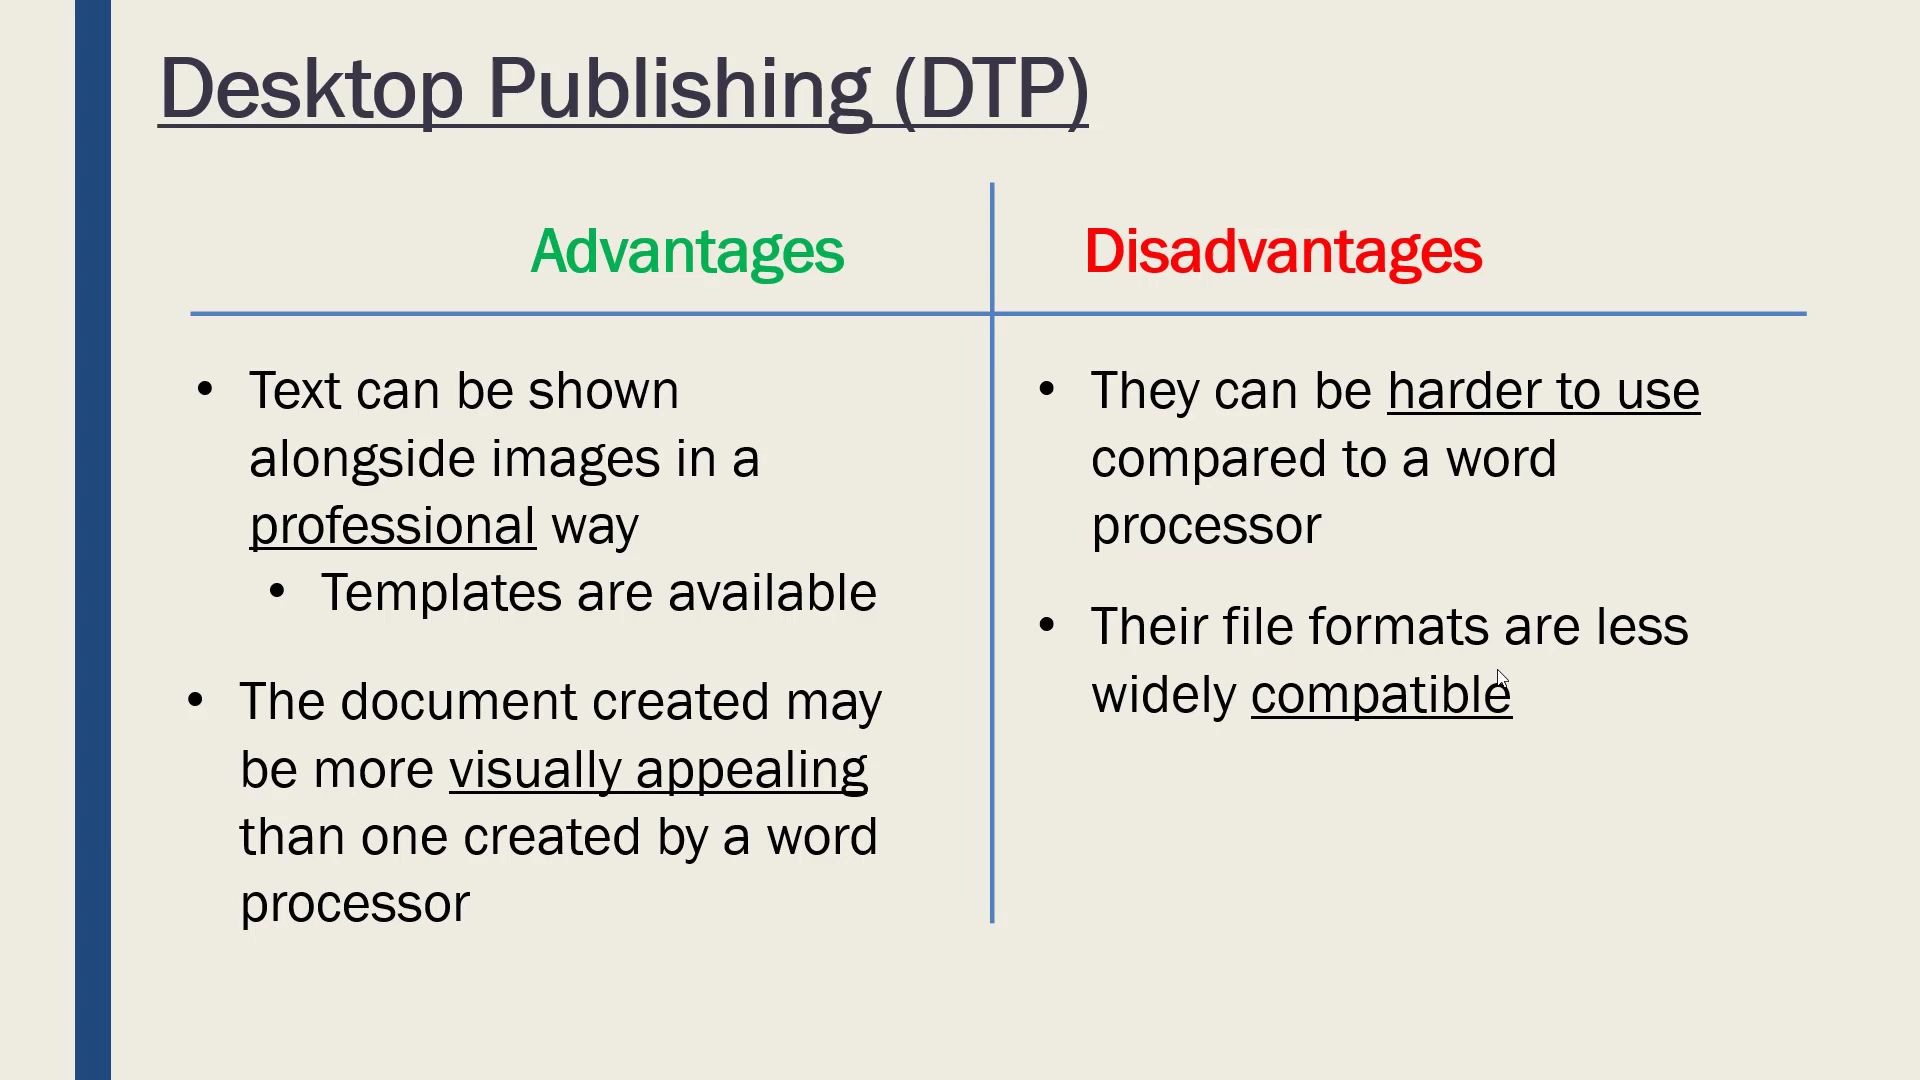 Desktop Publishing (DTP)
Advantages
Disadvantages
• Text can be shown
alongside images in a
professional way
• Templates are available
• The document created may
be more visually appealing
than one created by a word
processor
• They can be harder to use
compared to a word
processor
• Their file formats are less
widely compatible